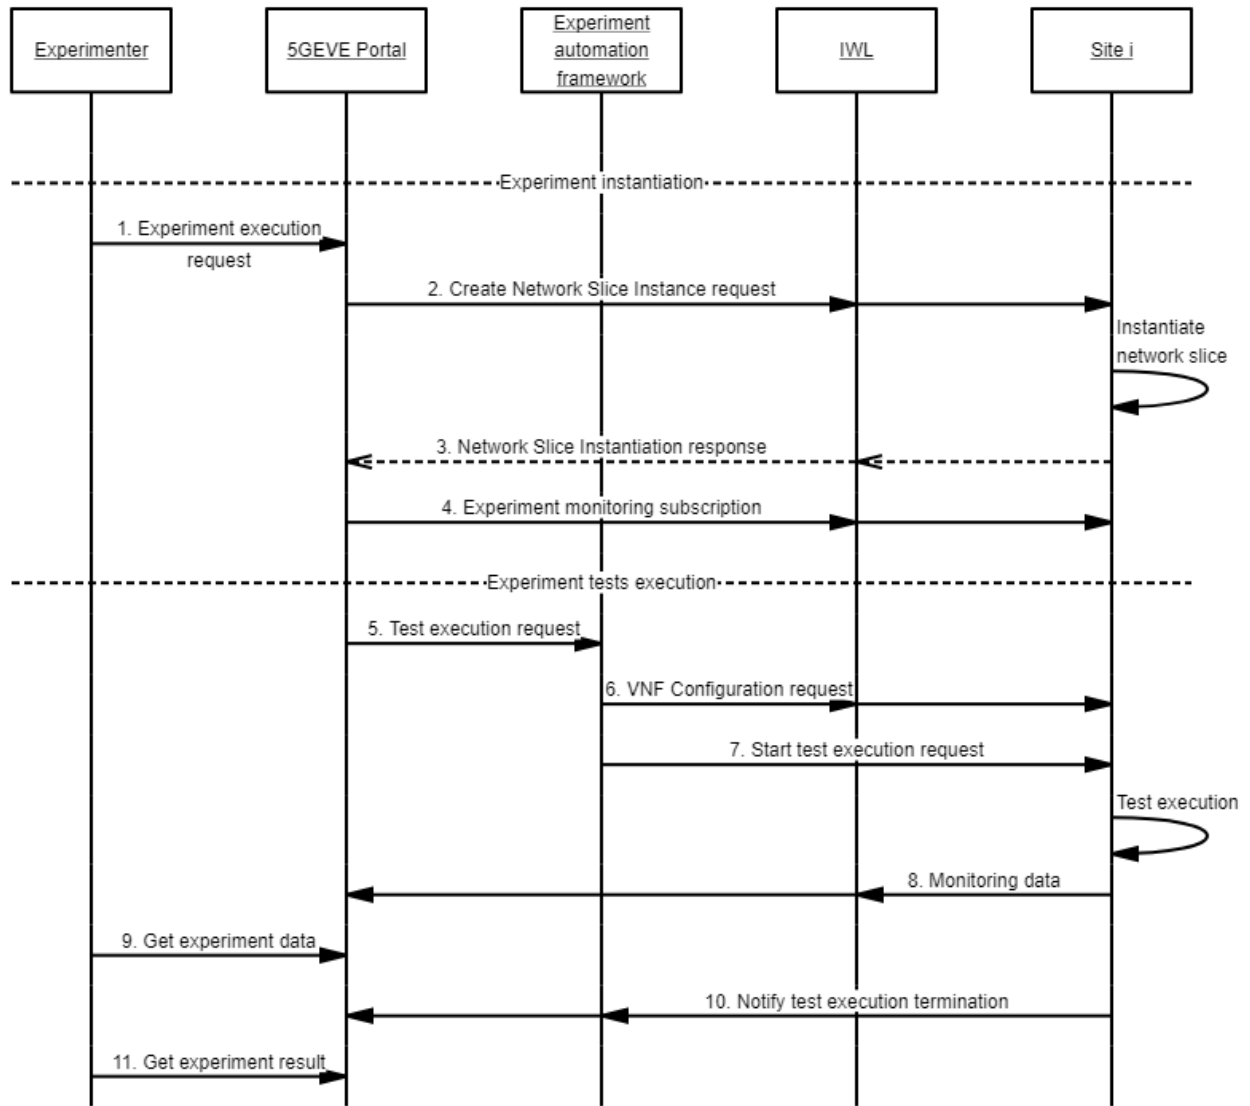 Experimenter
5GEVE Portal
Experiment
automation
framework
IWL
Site i
Experiment instantiation
1. Experiment execution
request
2. Create Network Slice Instance request
Instantiate
network slice
3. Network Slice Instantiation response
4. Experiment monitoring subscription
Experiment tests execution
5. Test execution request
6. VNF Configuration request
7. Start test execution request
Test execution
8. Monitoring data
9. Get experiment data
10. Notify test execution termination
11. Get experiment result